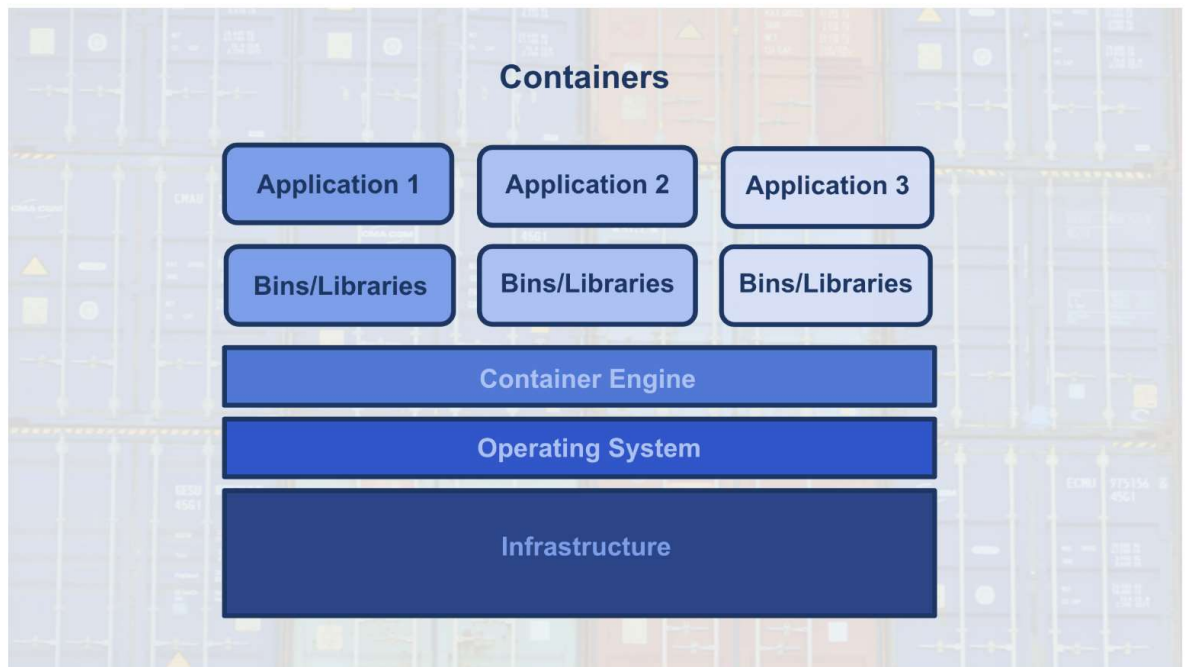 Containers
Application 1
Application 2
Application 3
Bins/Libraries
Bins/Libraries
Bins/Libraries
Container Engine
Operating System
Infrastructure